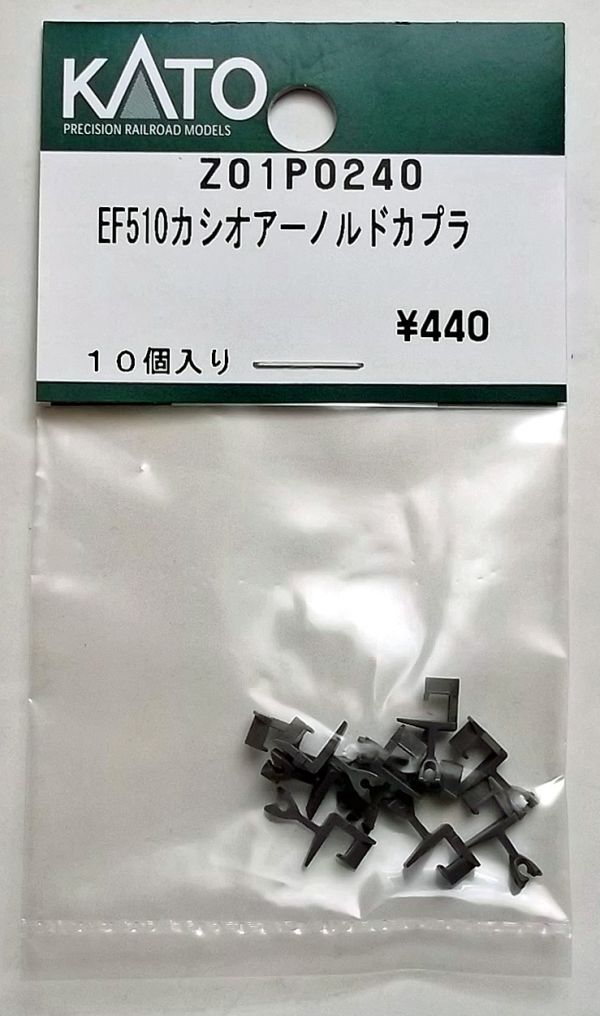 KATO
PRECISION RAILROAD MODELS
Z01P0240
EF510カシオアーノルドカプラ
¥440
10個入り